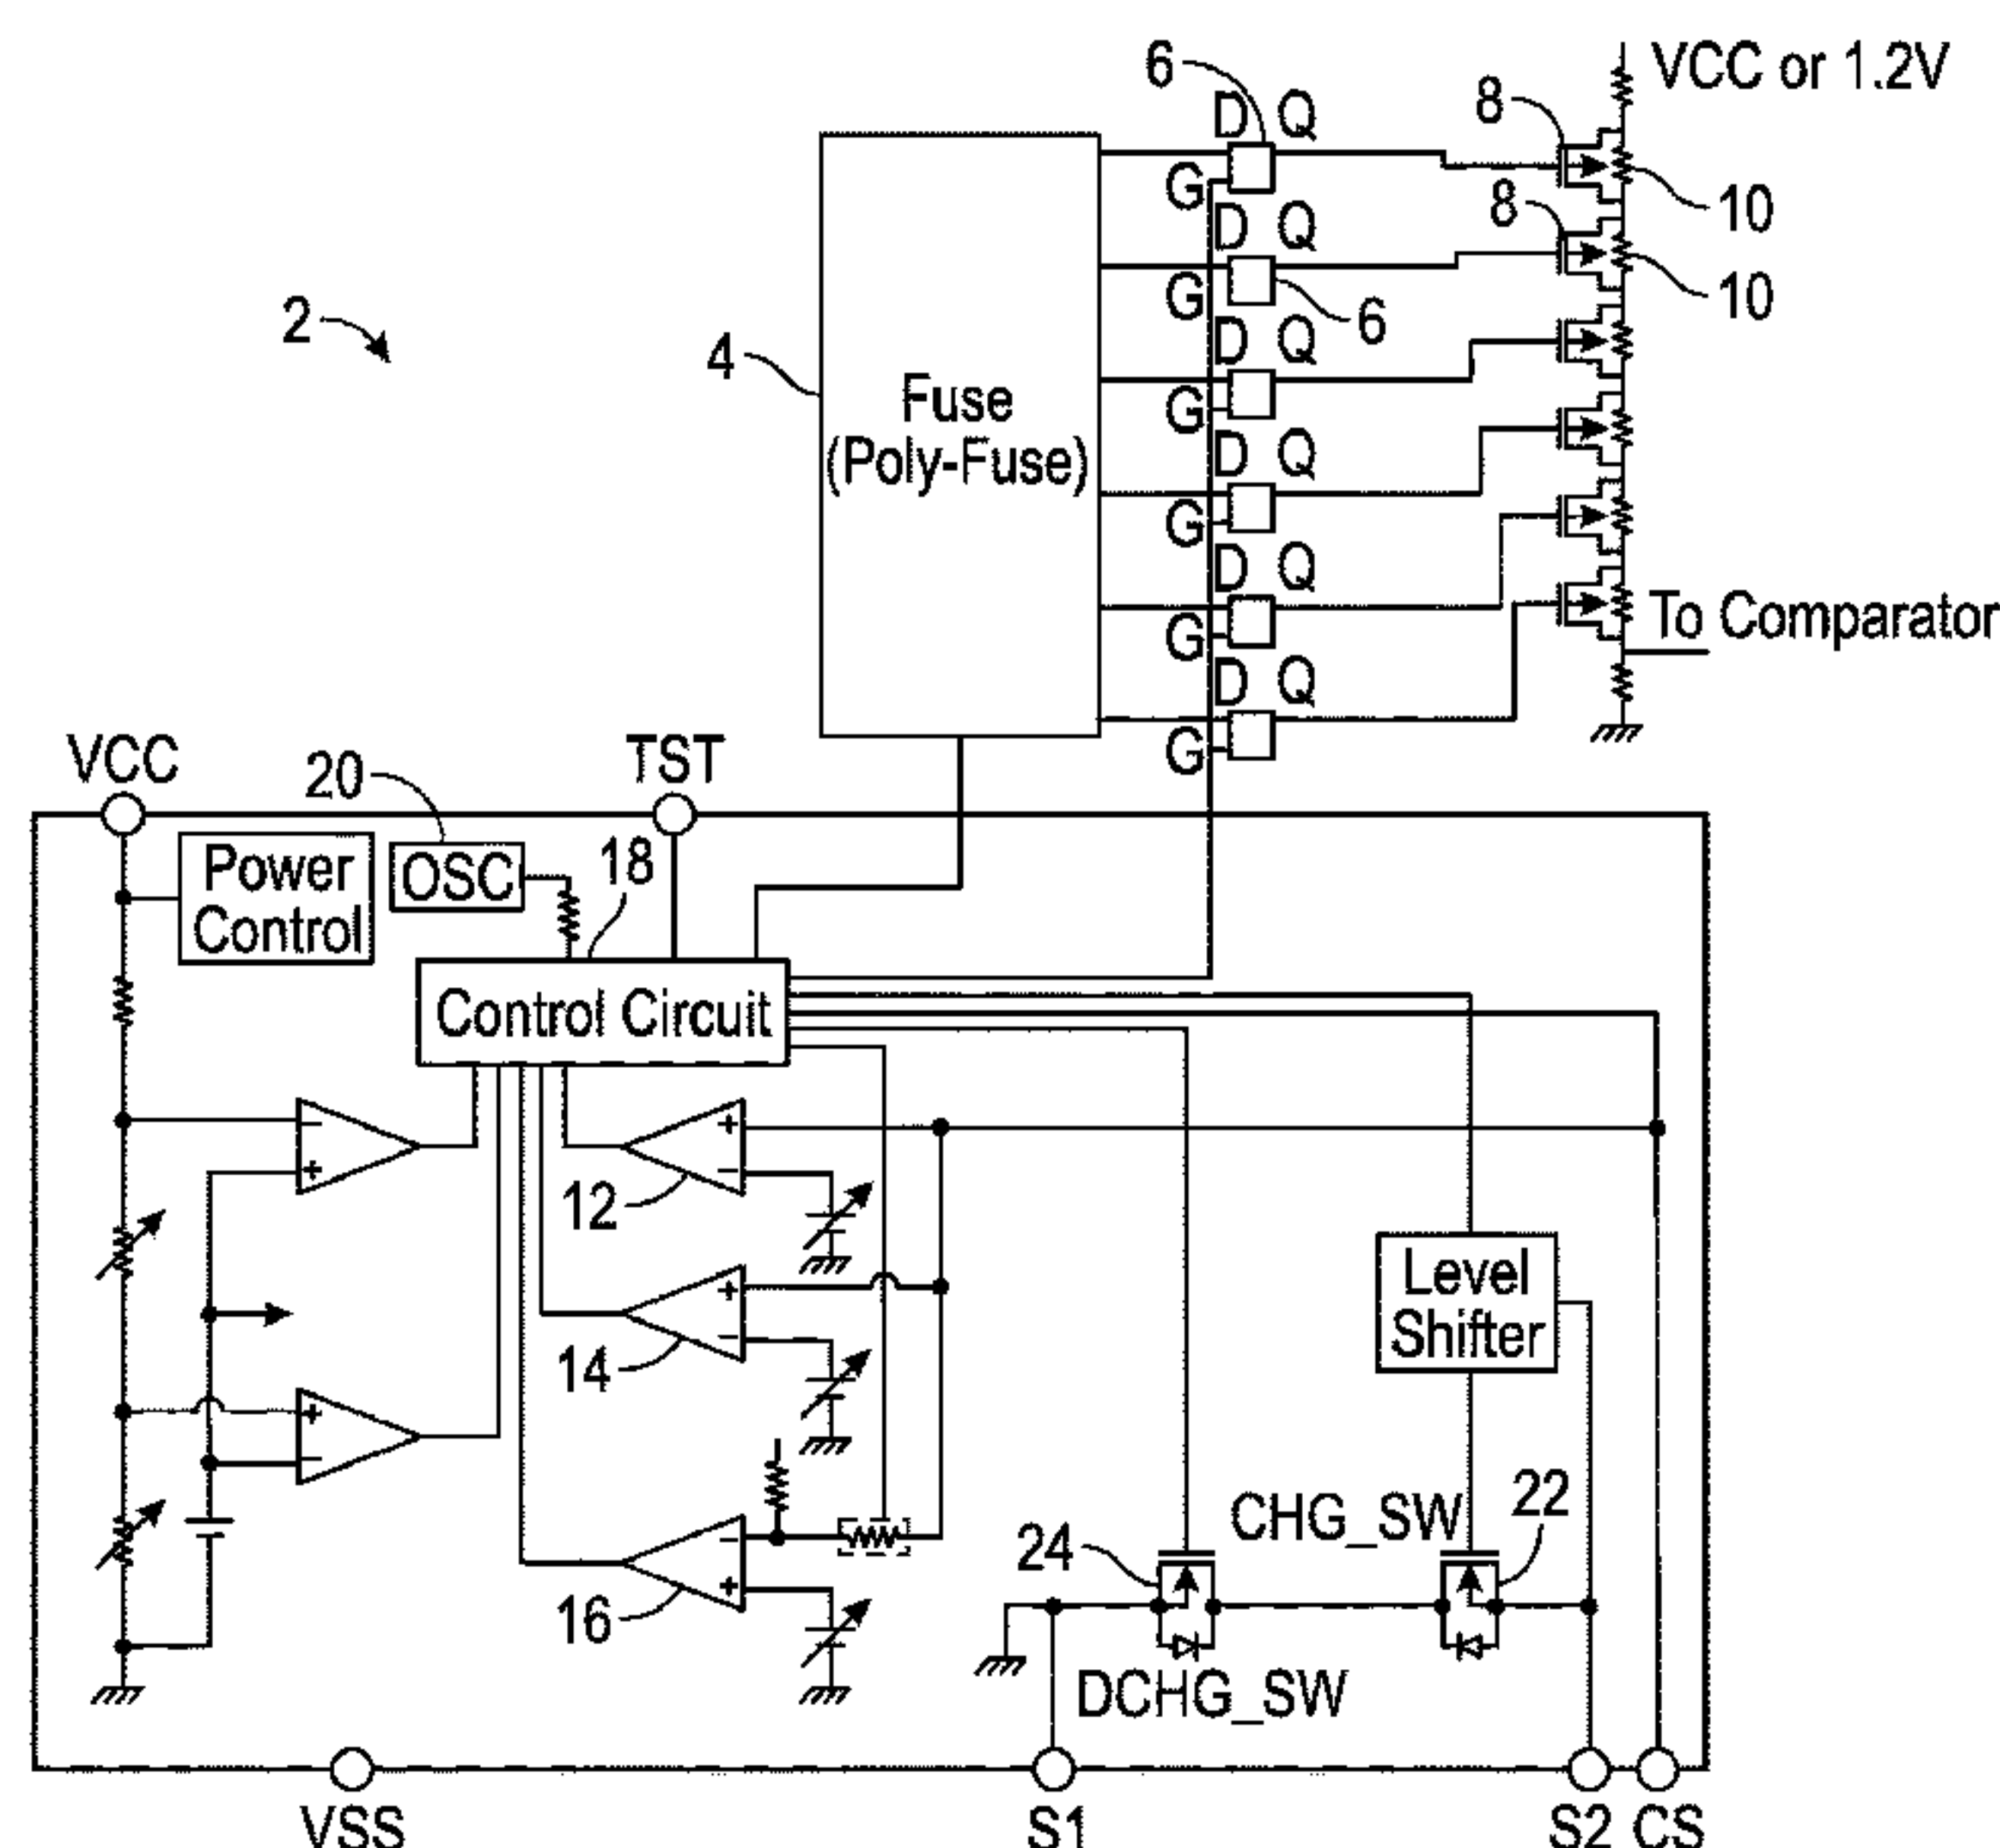 VCC or 1.2V
6
D Q
8
G
10
D Q
8
G
10
6
D Q
G
D Q
G
D Q
G
D Q
G
To Comparator
2
4
Fuse
(Poly-Fuse)
VCC
20
TST
Power
Control
OSC
18
Control Circuit
-
+
+
-
12
+
-
14
+
-
-
+
16
Level
Shifter
CHG_SW
22
24
DCHG_SW
VSS
S1
S2
CS